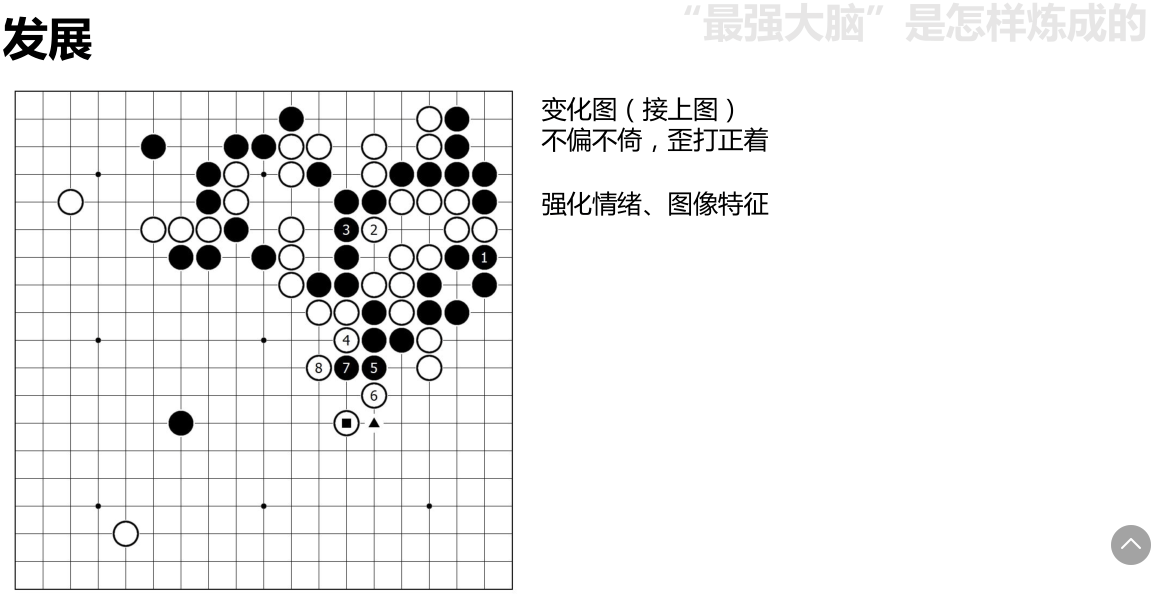 “最强大脑”是怎样炼成的
发展
变化图（接上图）
不偏不倚，歪打正着
强化情绪、图像特征
3 2
1
4
8 7 5
6